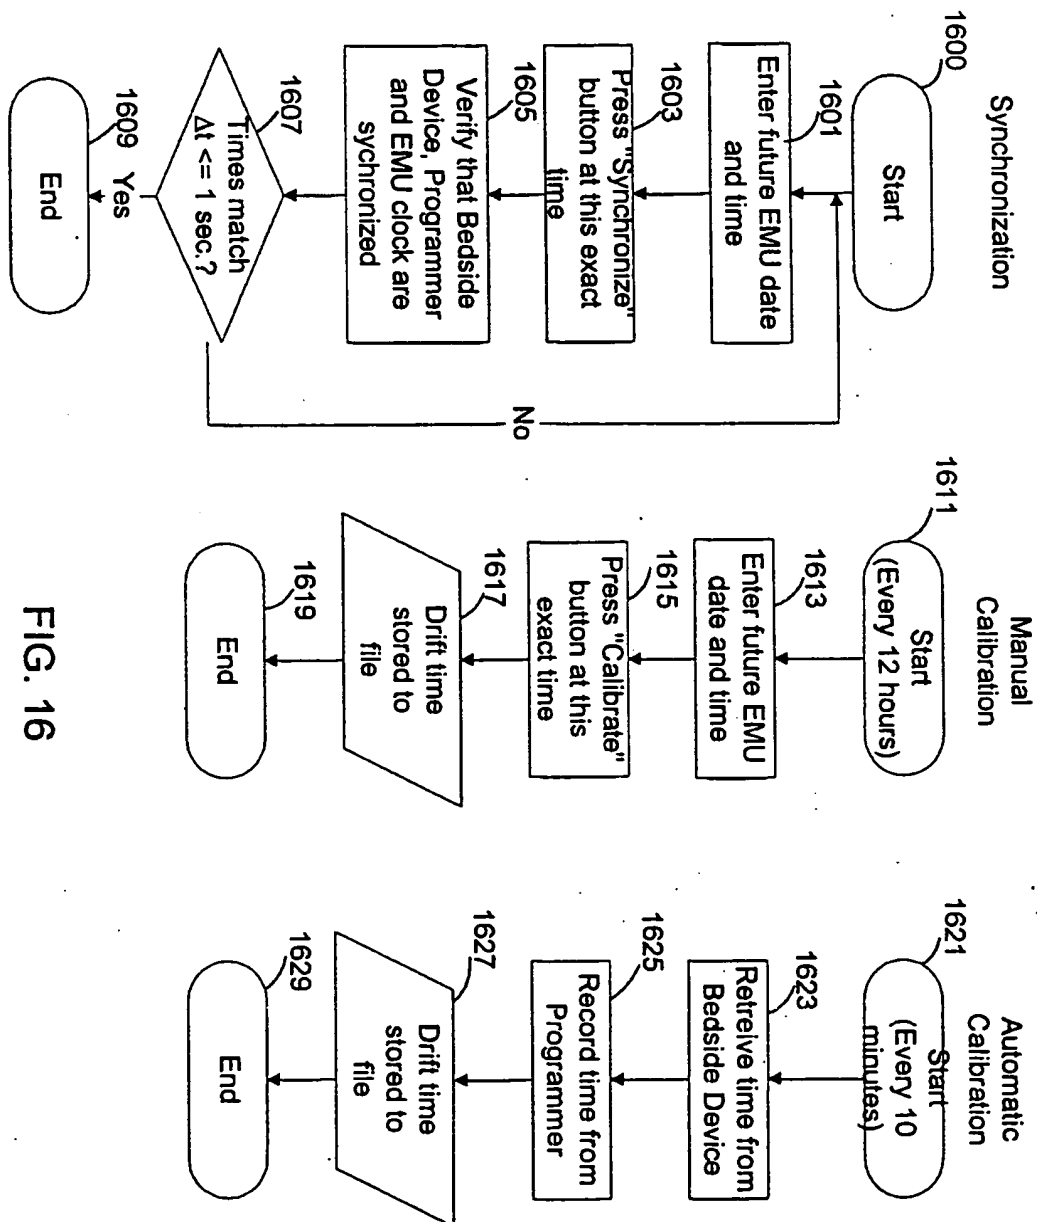 Synchronization
1600
Start
1601
Enter future EMU date
and time
1603
Press "Synchronize"
button at this exact
time
1605
Verify that Bedside
Device, Programmer
and EMU clock are
sychronized
1607
Times match
Δt <= 1 sec.?
No
Yes
1609
End
Manual
Calibration
1611
Start
(Every 12 hours)
1613
Enter future EMU
date and time
1615
Press "Calibrate"
button at this
exact time
1617
Drift time
stored to
file
1619
End
Automatic
Calibration
1621
Start
(Every 10
minutes)
1623
Retreive time from
Bedside Device
1625
Record time from
Programmer
1627
Drift time
stored to
file
1629
End
FIG. 16